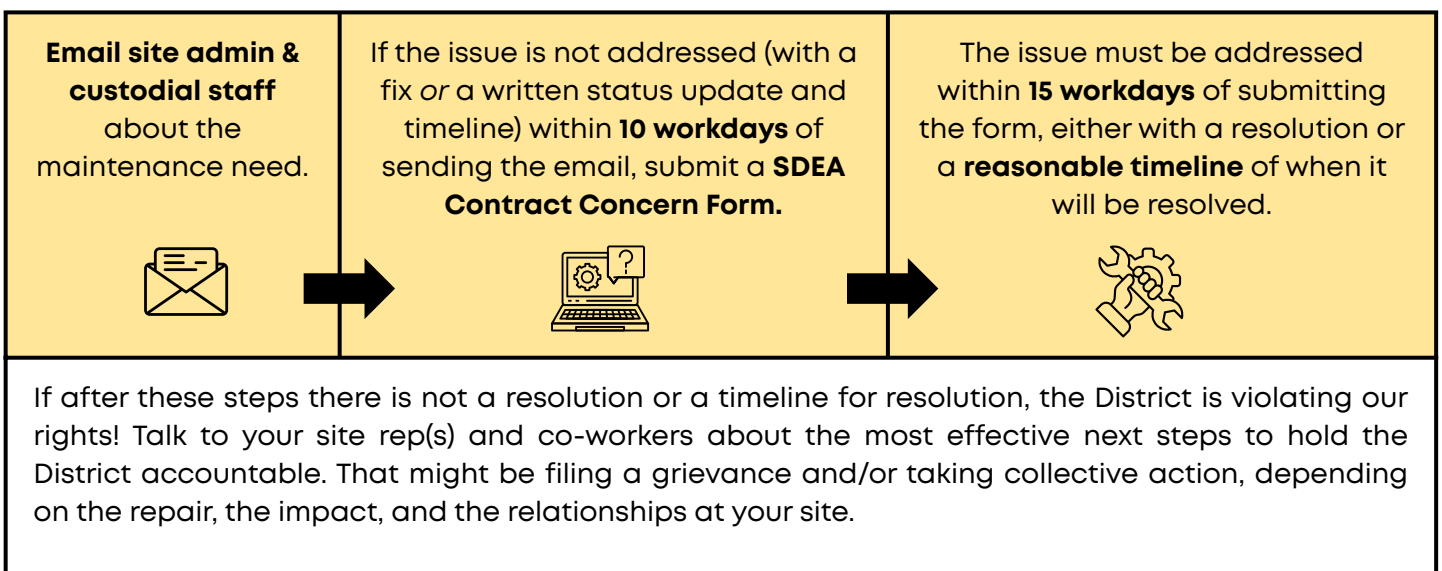 Email site admin &
custodial staff
about the
maintenance need.
If the issue is not addressed (with a
fix or a written status update and
timeline) within 10 workdays of
sending the email, submit a SDEA
Contract Concern Form.
?
The issue must be addressed
within 15 workdays of submitting
the form, either with a resolution or
a reasonable timeline of when it
will be resolved.
If after these steps there is not a resolution or a timeline for resolution, the District is violating our
rights! Talk to your site rep(s) and co-workers about the most effective next steps to hold the
District accountable. That might be filing a grievance and/or taking collective action, depending
on the repair, the impact, and the relationships at your site.